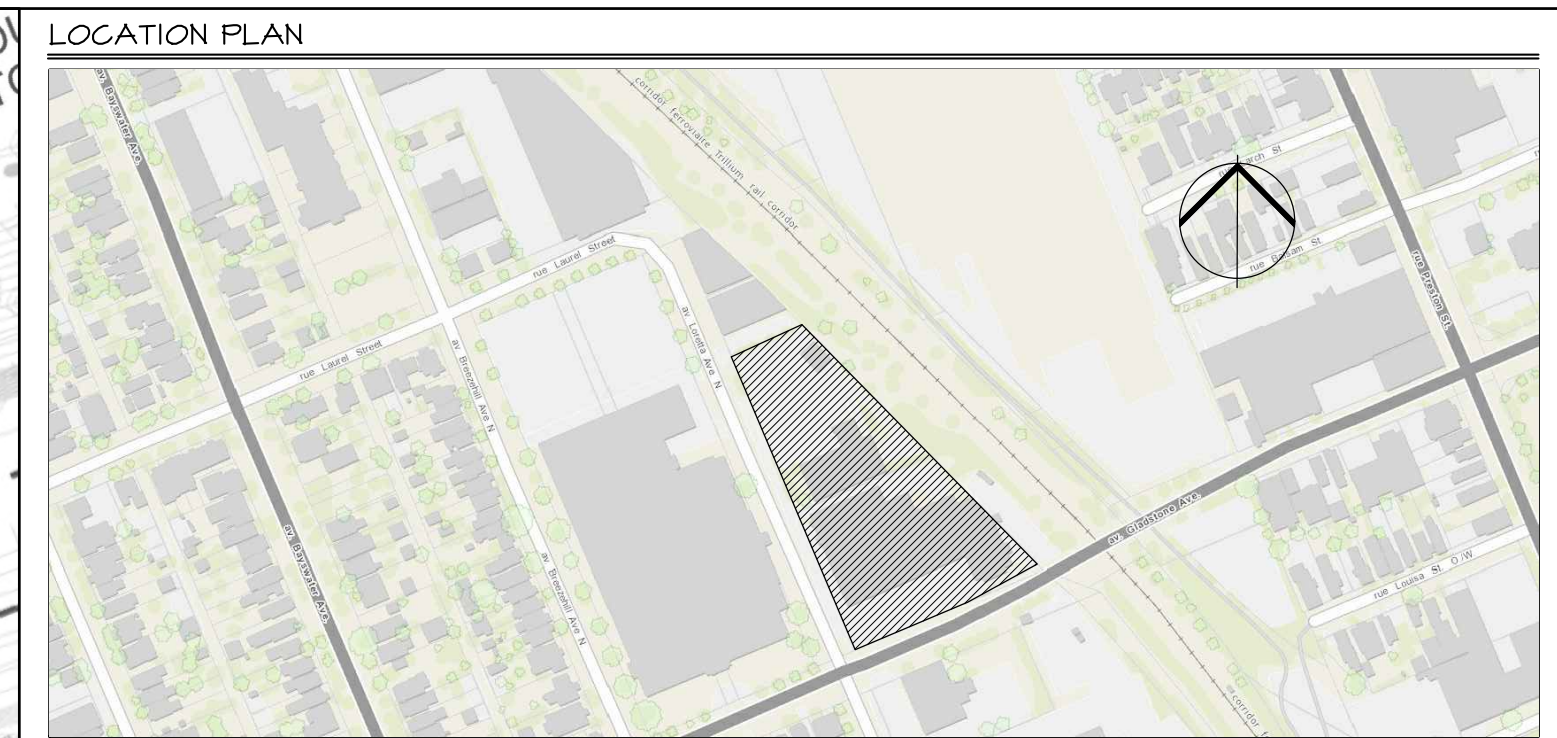 LOCATION PLAN
av. Bayswater Ave.
corridor ferroviaire Trillium rail corridor
rue Laurel Street
rue Laurel Street
av Breezehill Ave N
av Loretta Ave N
rue Balsam St
rue Preston St.
av. Bayswater Ave.
av Breezehill Ave N
av. Gladstone Ave.
rue Louisa St O/W
corridor